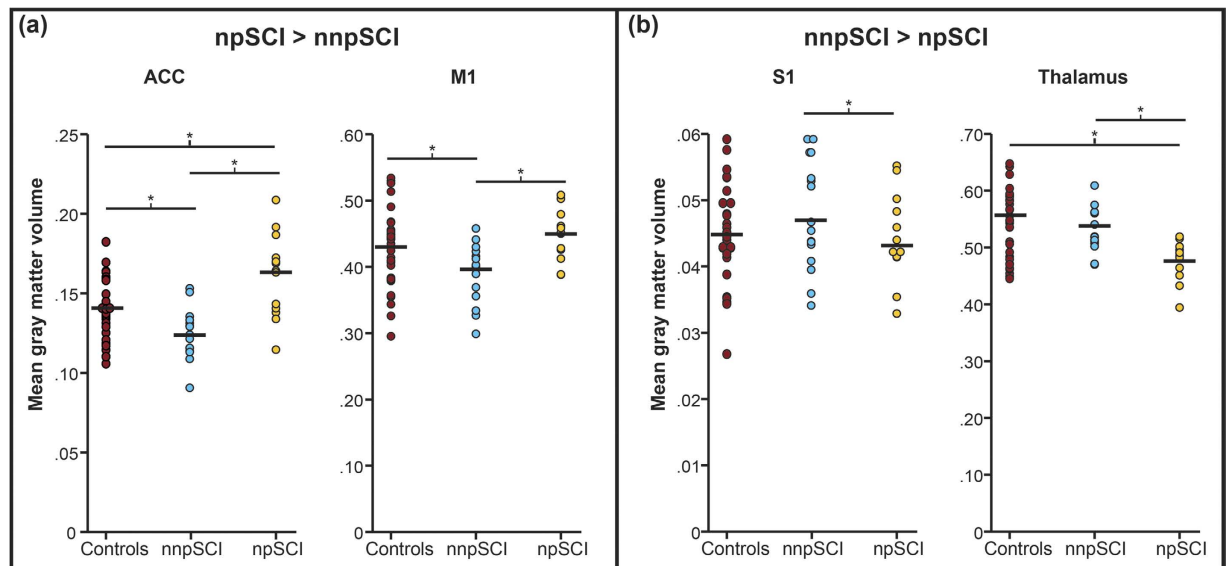 (a)
npSCI > nnpSCI
ACC
M1
Mean gray matter volume
.25
.20
.15
.10
.05
0
*
*
*
Controls nnpSCI npSCI
.60
.50
.40
.30
.20
.10
0
*
*
Controls nnpSCI npSCI
(b)
nnpSCI > npSCI
S1
Thalamus
Mean gray matter volume
.06
.05
.04
.03
.02
.01
0
*
Controls nnpSCI npSCI
.70
.60
.50
.40
.30
.20
.10
0
*
*
Controls nnpSCI npSCI